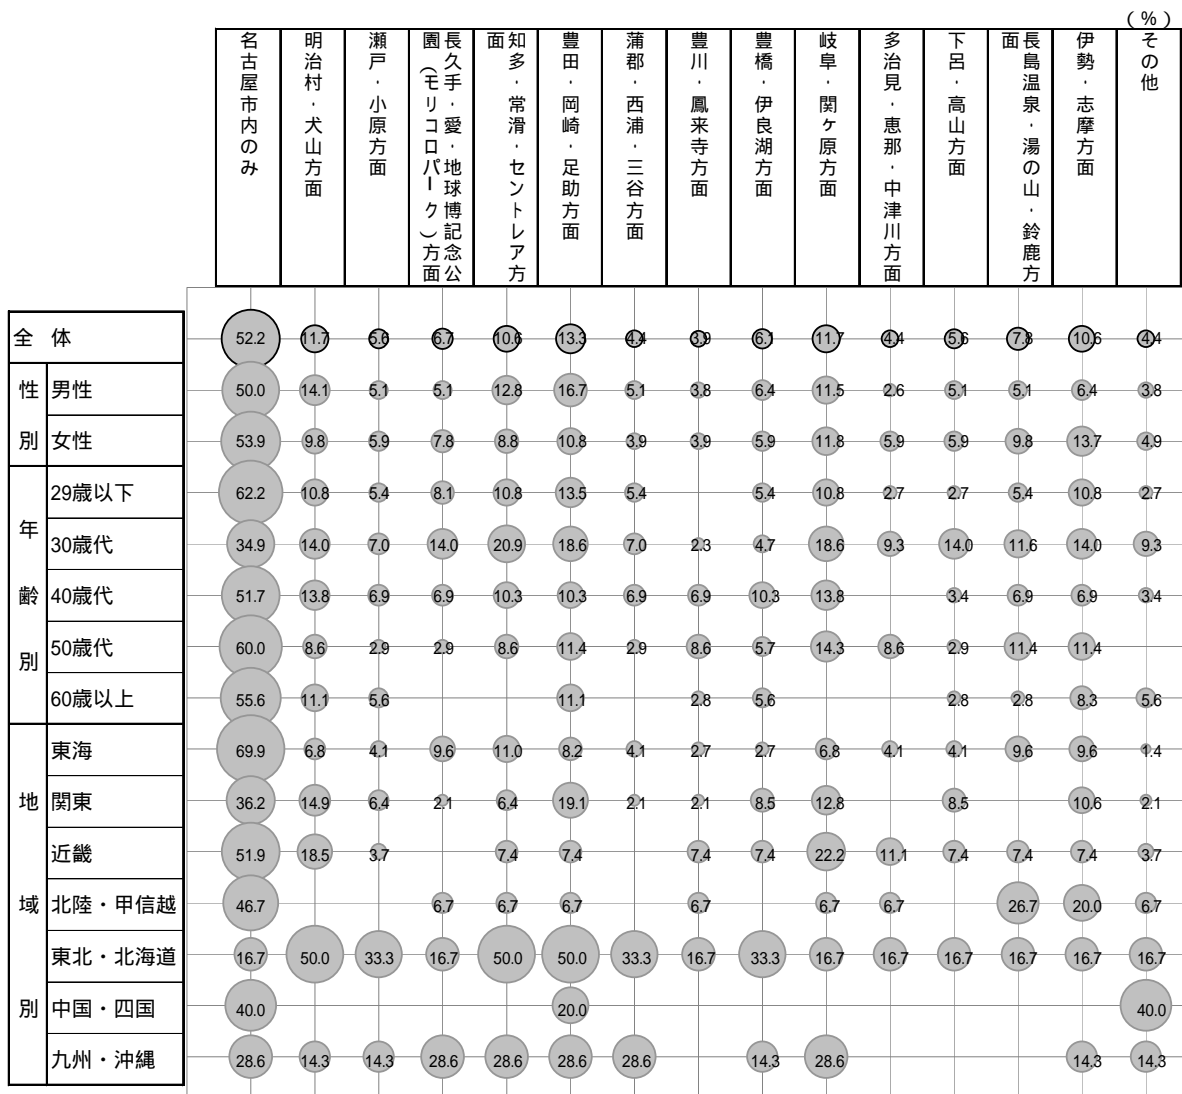 (％)
名古屋市内のみ
明治村・犬山方面
瀬戸・小原方面
長久手・愛・地球博記念公
園(モリコロパーク)方面
知多・常滑・セントレア方
面
豊田・岡崎・足助方面
蒲郡・西浦・三谷方面
豊川・鳳来寺方面
豊橋・伊良湖方面
岐阜・関ヶ原方面
多治見・恵那・中津川方面
下呂・高山方面
長島温泉・湯の山・鈴鹿方
面
伊勢・志摩方面
その他
全 体 52.2 11.7 5.6 6.7 10.6 13.3 4.4 3.9 6.1 11.7 4.4 5.6 7.8 10.6 4.4
性別
男性 50.0 14.1 5.1 5.1 12.8 16.7 5.1 3.8 6.4 11.5 2.6 5.1 5.1 6.4 3.8
女性 53.9 9.8 5.9 7.8 8.8 10.8 3.9 3.9 5.9 11.8 5.9 5.9 9.8 13.7 4.9
年齢別
29歳以下 62.2 10.8 5.4 8.1 10.8 13.5 5.4 5.4 10.8 2.7 2.7 5.4 10.8 2.7
30歳代 34.9 14.0 7.0 14.0 20.9 18.6 7.0 2.3 4.7 18.6 9.3 14.0 11.6 14.0 9.3
40歳代 51.7 13.8 6.9 6.9 10.3 10.3 6.9 6.9 10.3 13.8 3.4 6.9 6.9 3.4
50歳代 60.0 8.6 2.9 2.9 8.6 11.4 2.9 8.6 5.7 14.3 8.6 2.9 11.4 11.4
60歳以上 55.6 11.1 5.6 11.1 2.8 5.6 2.8 2.8 8.3 5.6
地域別
東海 69.9 6.8 4.1 9.6 11.0 8.2 4.1 2.7 2.7 6.8 4.1 4.1 9.6 9.6 1.4
関東 36.2 14.9 6.4 2.1 6.4 19.1 2.1 2.1 8.5 12.8 8.5 10.6 2.1
近畿 51.9 18.5 3.7 7.4 7.4 7.4 7.4 22.2 11.1 7.4 7.4 7.4 3.7
北陸・甲信越 46.7 6.7 6.7 6.7 6.7 6.7 6.7 26.7 20.0 6.7
東北・北海道 16.7 50.0 33.3 16.7 50.0 50.0 33.3 16.7 33.3 16.7 16.7 16.7 16.7 16.7 16.7
中国・四国 40.0 20.0 40.0
九州・沖縄 28.6 14.3 14.3 28.6 28.6 28.6 28.6 14.3 28.6 14.3 14.3